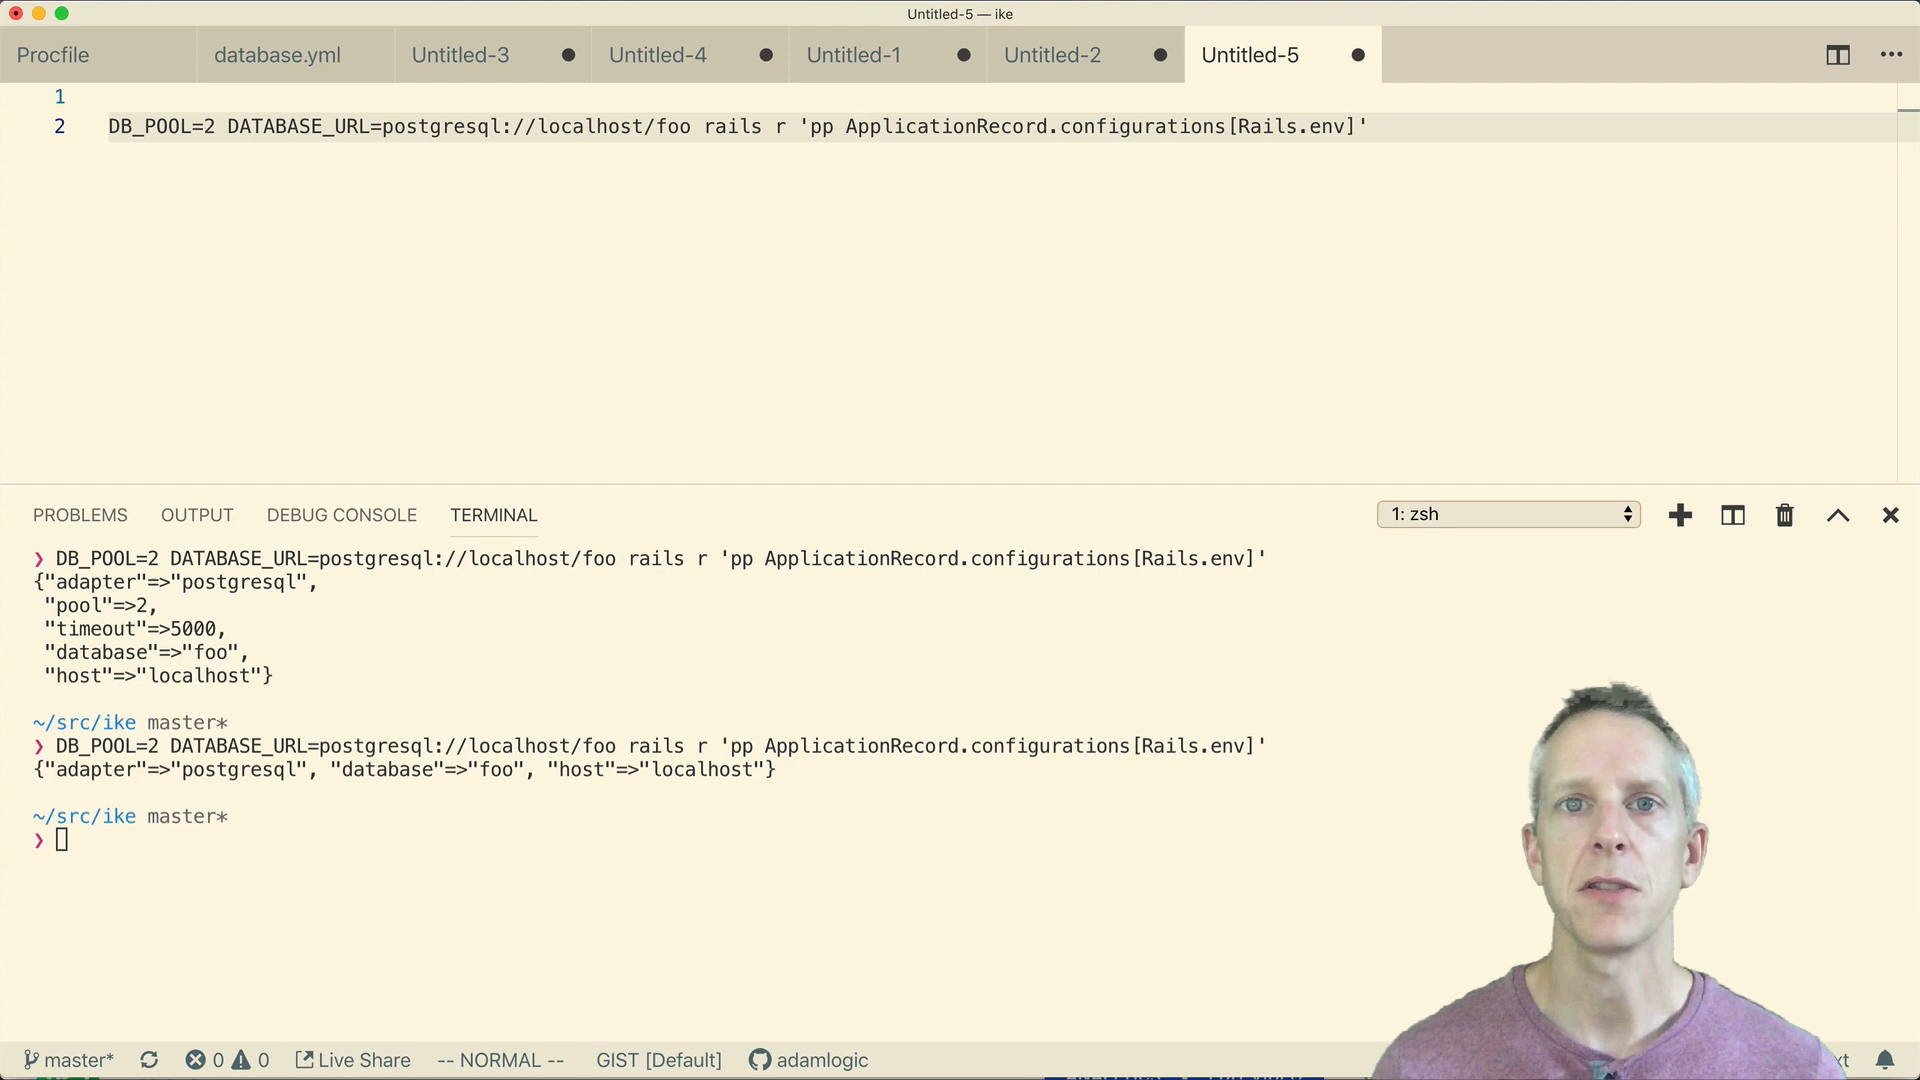 Untitled-5 — ike
Procfile
database.yml
Untitled-3
Untitled-4
Untitled-1
Untitled-2
Untitled-5
1
2 DB_POOL=2 DATABASE_URL=postgresql://localhost/foo rails r 'pp ApplicationRecord.configurations[Rails.env]'
PROBLEMS OUTPUT DEBUG CONSOLE TERMINAL 1: zsh
❯ DB_POOL=2 DATABASE_URL=postgresql://localhost/foo rails r 'pp ApplicationRecord.configurations[Rails.env]'
{"adapter"=>"postgresql",
"pool"=>2,
"timeout"=>5000,
"database"=>"foo",
"host"=>"localhost"}
~/src/ike master*
❯ DB_POOL=2 DATABASE_URL=postgresql://localhost/foo rails r 'pp ApplicationRecord.configurations[Rails.env]'
{"adapter"=>"postgresql", "database"=>"foo", "host"=>"localhost"}
~/src/ike master*
❯
master* 0 0 Live Share -- NORMAL -- GIST [Default] adamlogic